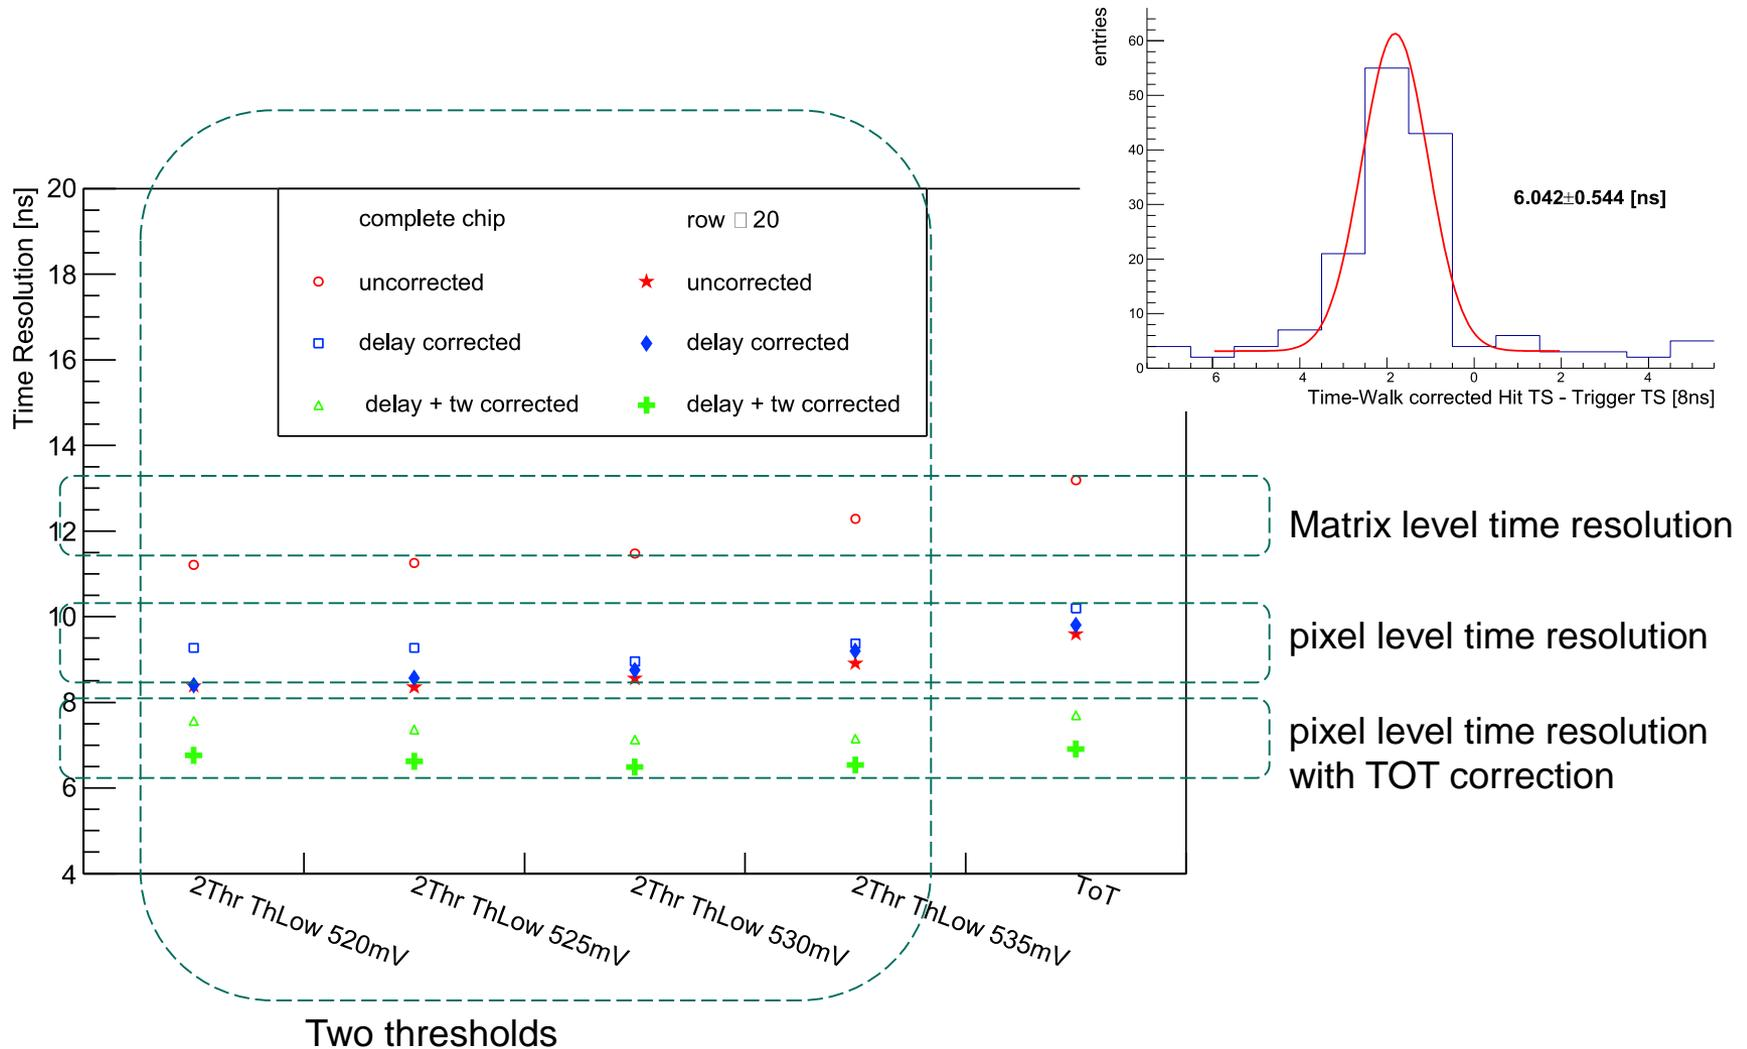 entries
60
50
40
30
20
10
0
6 4 2 0 2 4
Time-Walk corrected Hit TS - Trigger TS [8ns]
6.042±0.544 [ns]
Time Resolution [ns]
20
18
16
14
12
10
8
6
4
complete chip row □ 20
uncorrected uncorrected
delay corrected delay corrected
delay + tw corrected delay + tw corrected
Matrix level time resolution
pixel level time resolution
pixel level time resolution
with TOT correction
2Thr ThLow 520mV
2Thr ThLow 525mV
2Thr ThLow 530mV
2Thr ThLow 535mV
ToT
Two thresholds